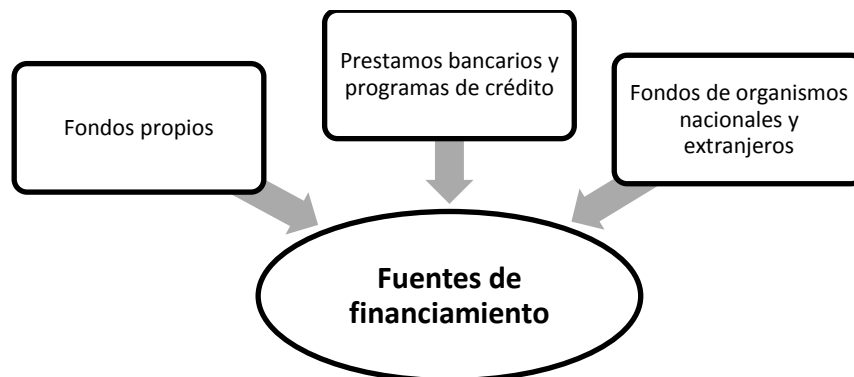 Fondos propios
Prestamos bancarios y
programas de crédito
Fondos de organismos
nacionales y
extranjeros
Fuentes de
financiamiento